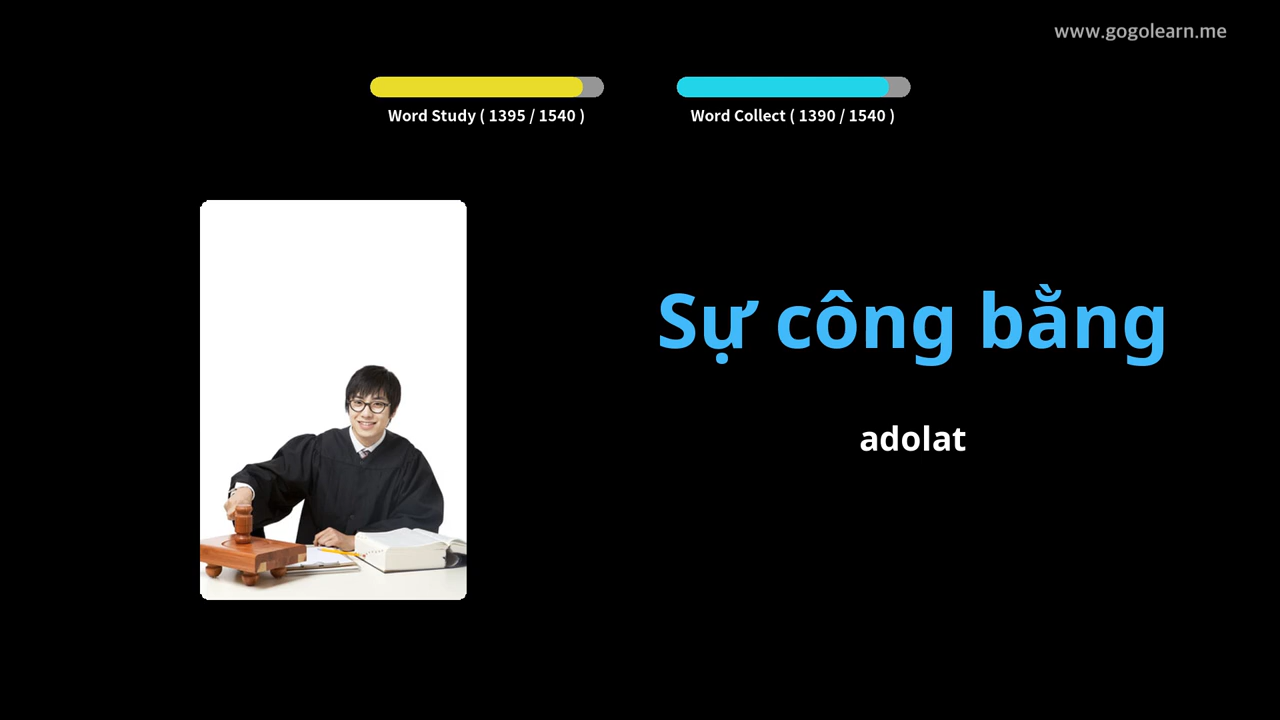 www.gogolearn.me
Word Study ( 1395 / 1540 )
Word Collect ( 1390 / 1540 )
Sự công bằng
adolat